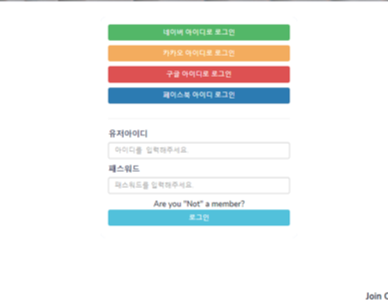 네이버 아이디로 로그인
카카오 아이디로 로그인
구글 아이디로 로그인
페이스북 아이디 로그인
유저아이디
아이디를 입력해주세요.
패스워드
패스워드를 입력해주세요.
Are you "Not" a member?
로그인
Join